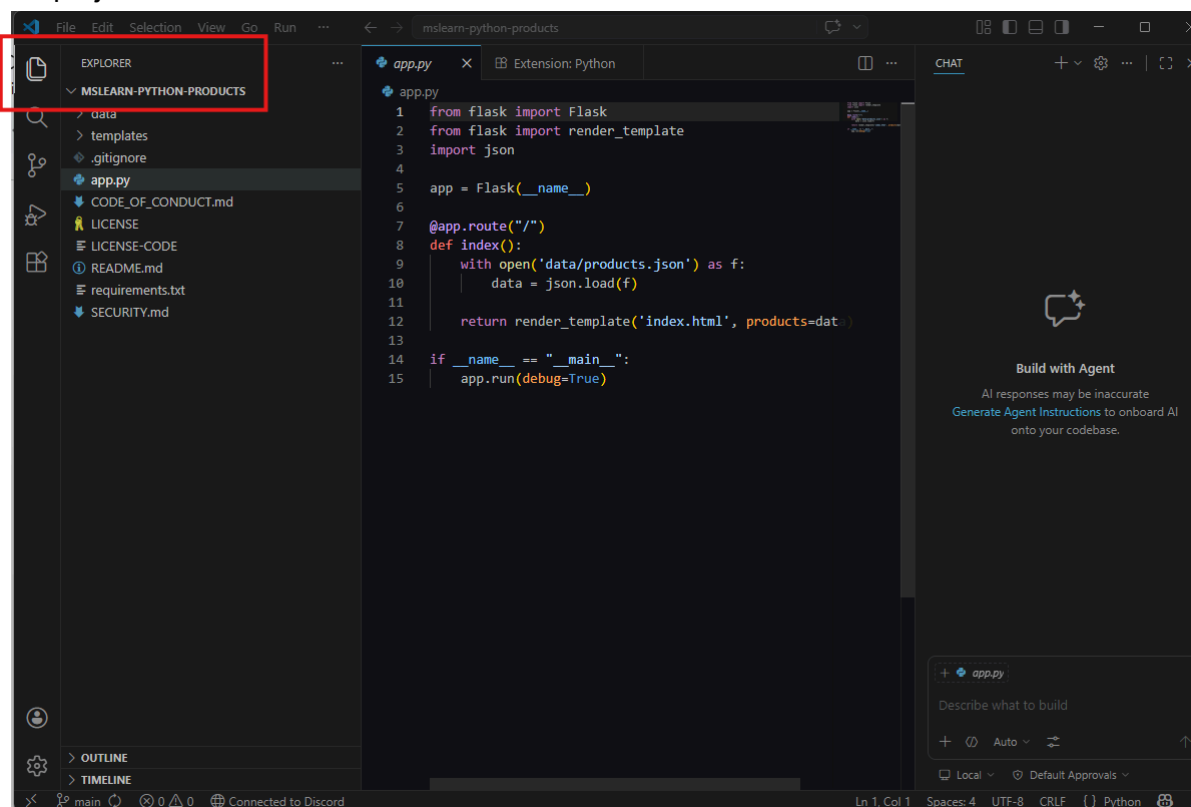 File Edit Selection View Go Run ··· mslearn-python-products
EXPLORER ···
MSLEARN-PYTHON-PRODUCTS
data
templates
.gitignore
app.py
CODE_OF_CONDUCT.md
LICENSE
LICENSE-CODE
README.md
requirements.txt
SECURITY.md
OUTLINE
TIMELINE
app.py Extension: Python ···
app.py
1 from flask import Flask
2 from flask import render_template
3 import json
4
5 app = Flask(__name__)
6
7 @app.route("/")
8 def index():
9 with open('data/products.json') as f:
10 data = json.load(f)
11
12 return render_template('index.html', products=data)
13
14 if __name__ == "__main__":
15 app.run(debug=True)
CHAT
Build with Agent
AI responses may be inaccurate
Generate Agent Instructions to onboard AI
onto your codebase.
app.py
Describe what to build
Auto
Local Default Approvals
main 0 0 Connected to Discord Ln 1, Col 1 Spaces: 4 UTF-8 CRLF {} Python